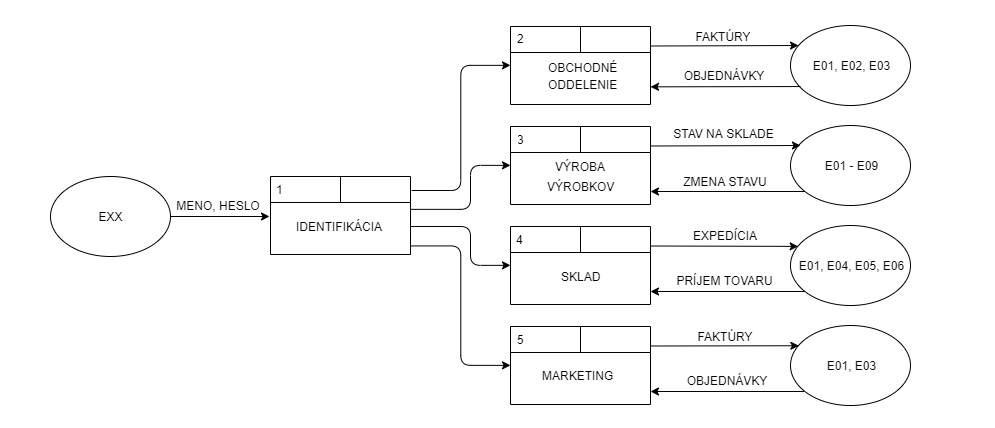 EXX
MENO, HESLO
1
IDENTIFIKÁCIA
2
OBCHODNÉ
ODDELENIE
FAKTÚRY
OBJEDNÁVKY
E01, E02, E03
3
VÝROBA
VÝROBKOV
STAV NA SKLADE
ZMENA STAVU
E01 - E09
4
SKLAD
EXPEDÍCIA
PRÍJEM TOVARU
E01, E04, E05, E06
5
MARKETING
FAKTÚRY
OBJEDNÁVKY
E01, E03